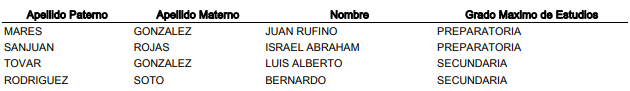 Apellido Paterno Apellido Materno Nombre Grado Maximo de Estudios
MARES GONZALEZ JUAN RUFINO PREPARATORIA
SANJUAN ROJAS ISRAEL ABRAHAM PREPARATORIA
TOVAR GONZALEZ LUIS ALBERTO SECUNDARIA
RODRIGUEZ SOTO BERNARDO SECUNDARIA